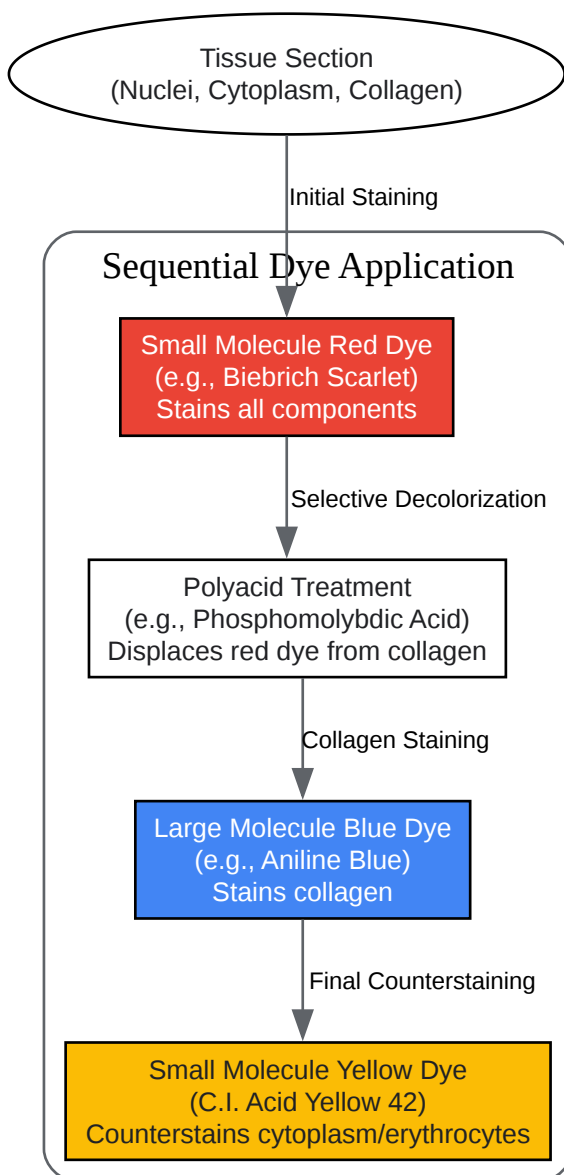 Tissue Section
(Nuclei, Cytoplasm, Collagen)
Initial Staining
Sequential Dye Application
Small Molecule Red Dye
(e.g., Biebrich Scarlet)
Stains all components
Selective Decolorization
Polyacid Treatment
(e.g., Phosphomolybdic Acid)
Displaces red dye from collagen
Collagen Staining
Large Molecule Blue Dye
(e.g., Aniline Blue)
Stains collagen
Final Counterstaining
Small Molecule Yellow Dye
(C.I. Acid Yellow 42)
Counterstains cytoplasm/erythrocytes